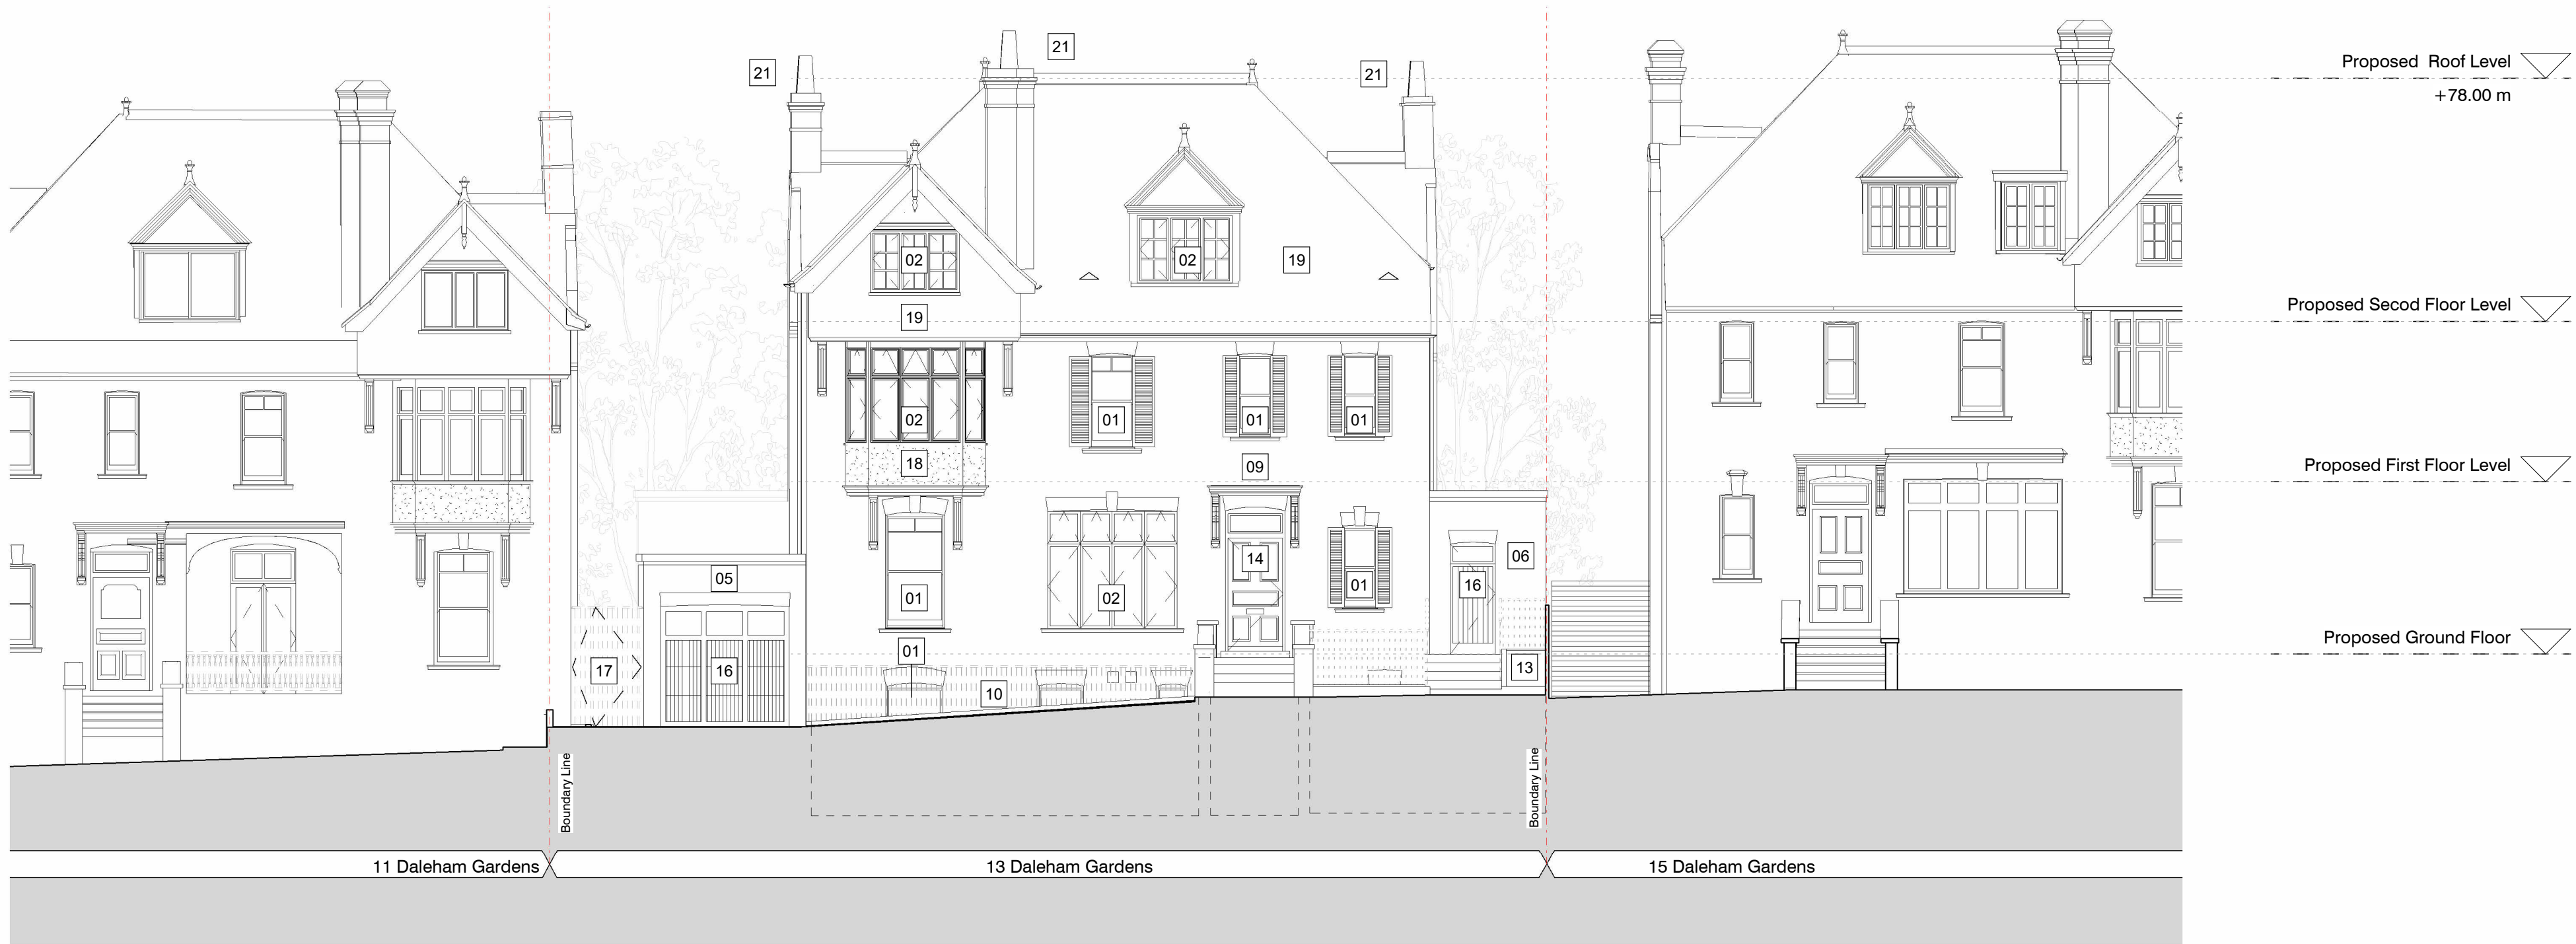 21
21
21
Proposed Roof Level
+78.00 m
02
02
19
19
Proposed Secod Floor Level
02
01
01
01
18
09
Proposed First Floor Level
05
01
02
14
01
16
06
01
Proposed Ground Floor
17
16
10
13
Boundary Line
Boundary Line
11 Daleham Gardens
13 Daleham Gardens
15 Daleham Gardens